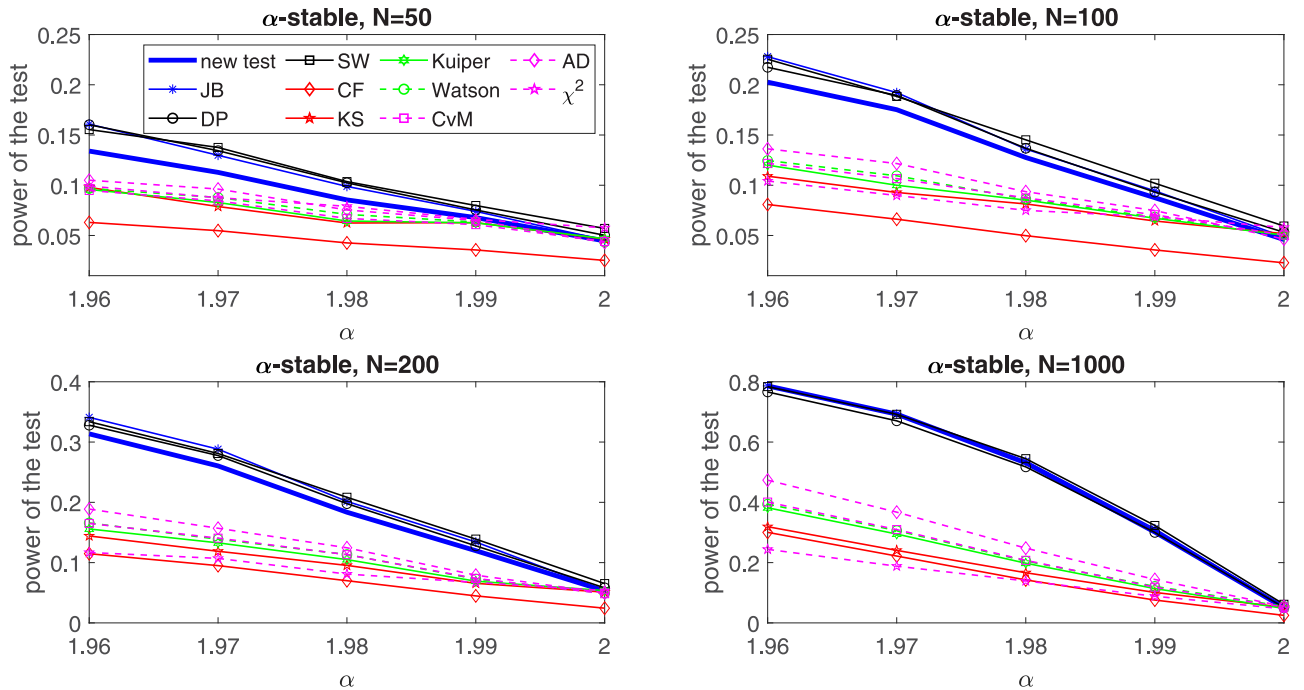 α-stable, N=50
0.25
0.2
0.15
0.1
0.05
power of the test
new test
JB
DP
SW
CF
KS
Kuiper
Watson
CvM
AD
χ²
1.96
1.97
1.98
1.99
2
α
α-stable, N=100
0.25
0.2
0.15
0.1
0.05
power of the test
1.96
1.97
1.98
1.99
2
α
α-stable, N=200
0.4
0.3
0.2
0.1
0
power of the test
1.96
1.97
1.98
1.99
2
α
α-stable, N=1000
0.8
0.6
0.4
0.2
0
power of the test
1.96
1.97
1.98
1.99
2
α